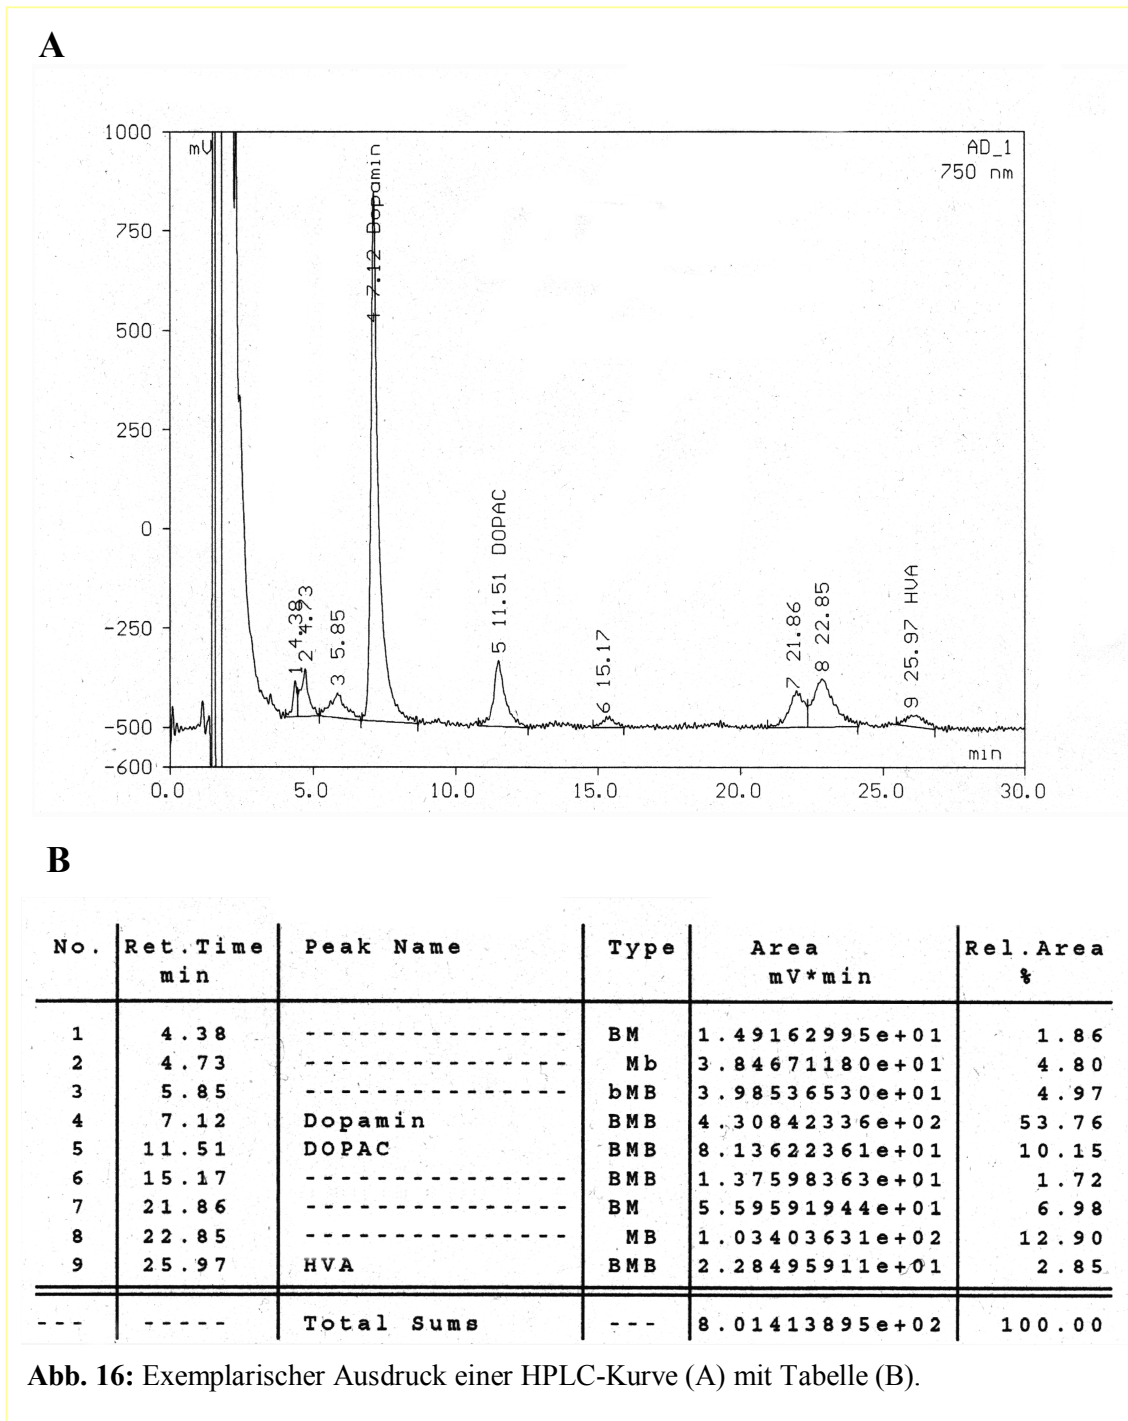 A
1000
mV
AD_1
750 nm
750
500
250
0
-250
-500
-600
1 4.38
2 4.73
3 5.85
4 7.12 Dopamin
5 11.51 DOPAC
6 15.17
7 21.86
8 22.85
9 25.97 HVA
min
0.0 5.0 10.0 15.0 20.0 25.0 30.0
B
No. Ret.Time Peak Name Type Area Rel.Area
min mV*min %
1 4.38 --------------- BM 1.49162995e+01 1.86
2 4.73 --------------- Mb 3.84671180e+01 4.80
3 5.85 --------------- bMB 3.98536530e+01 4.97
4 7.12 Dopamin BMB 4.30842336e+02 53.76
5 11.51 DOPAC BMB 8.13622361e+01 10.15
6 15.17 --------------- BMB 1.37598363e+01 1.72
7 21.86 --------------- BM 5.59591944e+01 6.98
8 22.85 --------------- MB 1.03403631e+02 12.90
9 25.97 HVA BMB 2.28495911e+01 2.85
--- ----- Total Sums --- 8.01413895e+02 100.00
Abb. 16: Exemplarischer Ausdruck einer HPLC-Kurve (A) mit Tabelle (B).